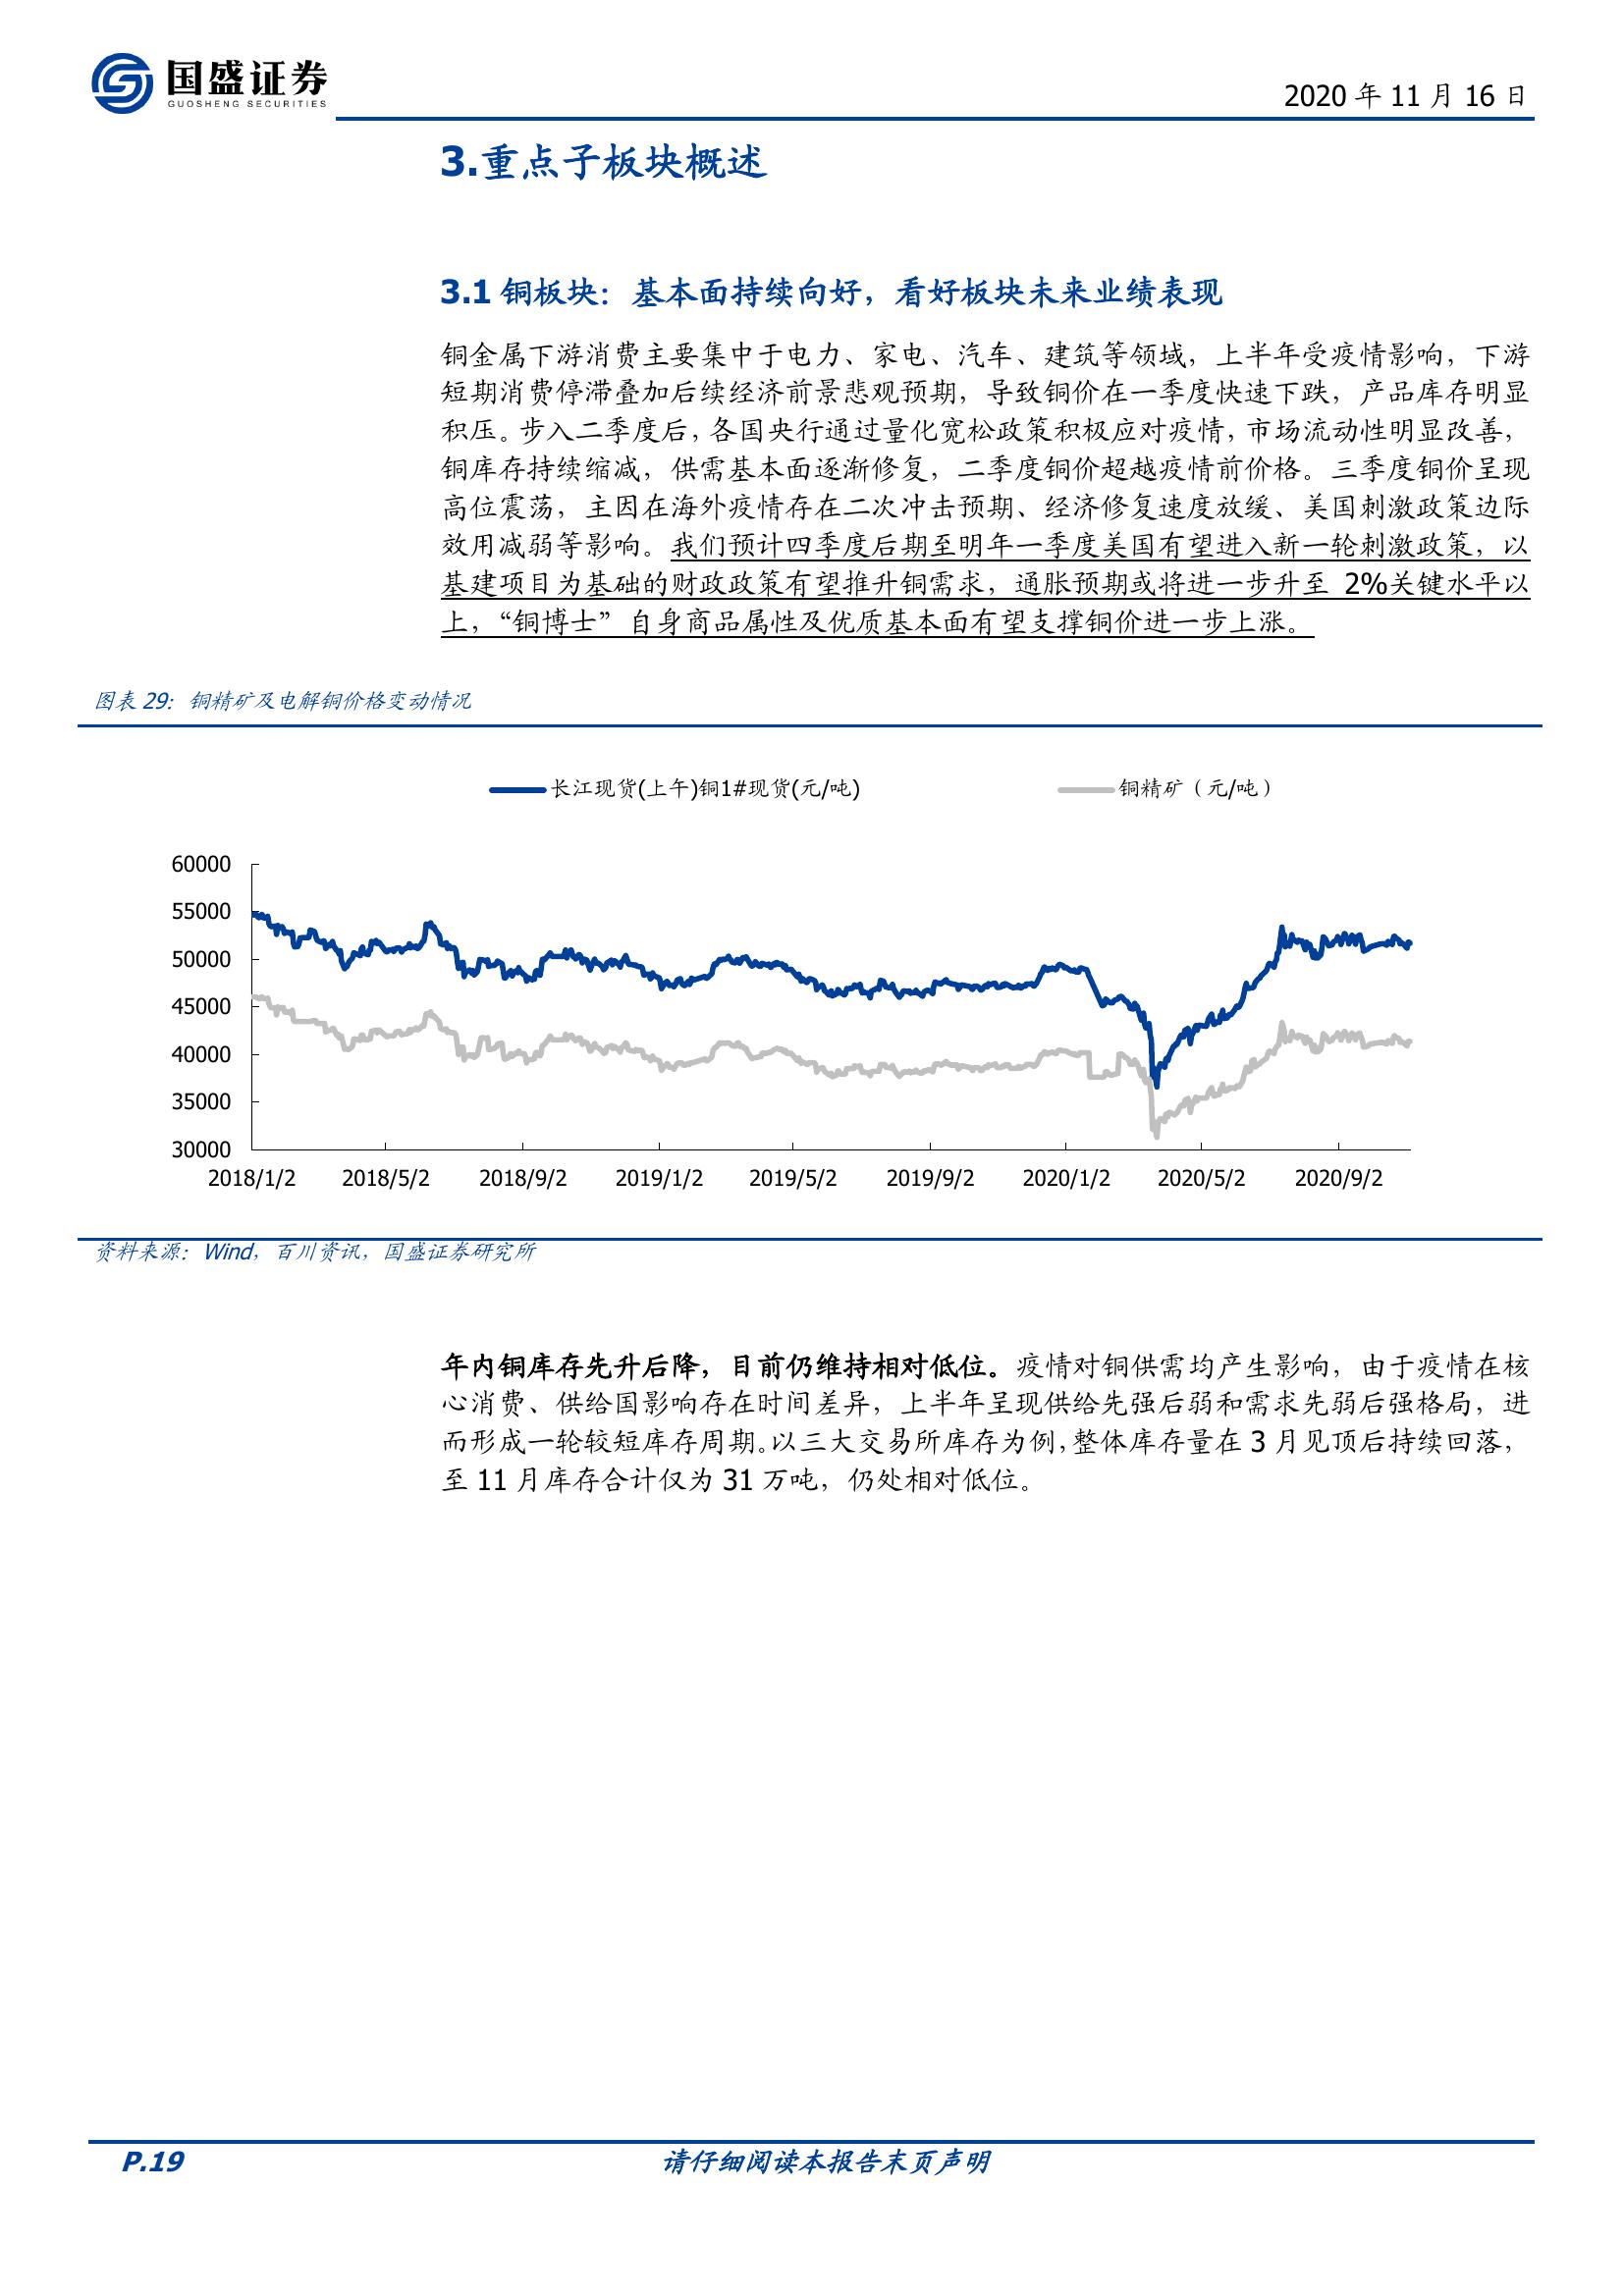 国盛证券
GUOSHENG SECURITIES
2020 年 11 月 16 日
3.重点子板块概述
3.1 铜板块：基本面持续向好，看好板块未来业绩表现
铜金属下游消费主要集中于电力、家电、汽车、建筑等领域，上半年受疫情影响，下游
短期消费停滞叠加后续经济前景悲观预期，导致铜价在一季度快速下跌，产品库存明显
积压。步入二季度后，各国央行通过量化宽松政策积极应对疫情，市场流动性明显改善，
铜库存持续缩减，供需基本面逐渐修复，二季度铜价超越疫情前价格。三季度铜价呈现
高位震荡，主因在海外疫情存在二次冲击预期、经济修复速度放缓、美国刺激政策边际
效用减弱等影响。我们预计四季度后期至明年一季度美国有望进入新一轮刺激政策，以
基建项目为基础的财政政策有望推升铜需求，通胀预期或将进一步升至 2%关键水平以
上，“铜博士”自身商品属性及优质基本面有望支撑铜价进一步上涨。
图表 29：铜精矿及电解铜价格变动情况
长江现货(上午)铜1#现货(元/吨)
铜精矿（元/吨）
60000
55000
50000
45000
40000
35000
30000
2018/1/2 2018/5/2 2018/9/2 2019/1/2 2019/5/2 2019/9/2 2020/1/2 2020/5/2 2020/9/2
资料来源：Wind，百川资讯，国盛证券研究所
年内铜库存先升后降，目前仍维持相对低位。疫情对铜供需均产生影响，由于疫情在核
心消费、供给国影响存在时间差异，上半年呈现供给先强后弱和需求先弱后强格局，进
而形成一轮较短库存周期。以三大交易所库存为例，整体库存量在 3 月见顶后持续回落，
至 11 月库存合计仅为 31 万吨，仍处相对低位。
P.19
请仔细阅读本报告末页声明